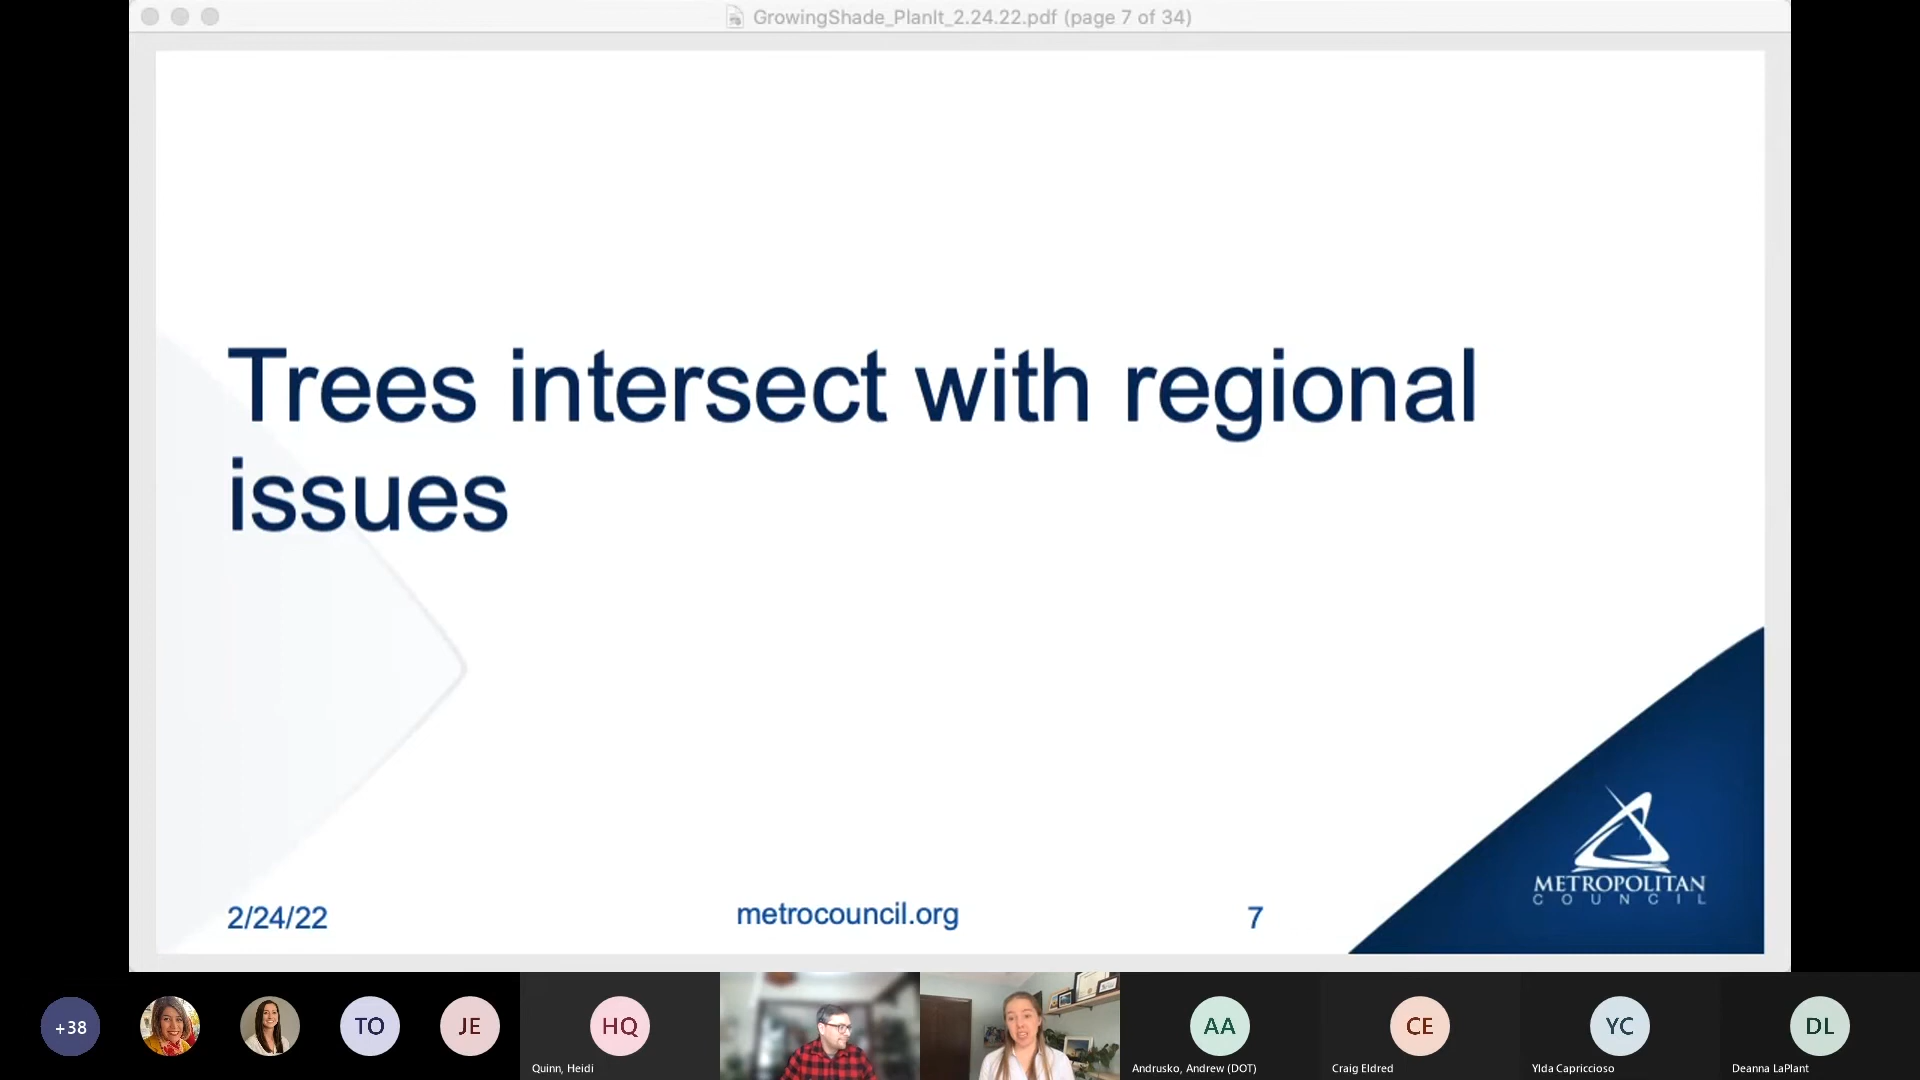 GrowingShade_PlanIt_2.24.22.pdf (page 7 of 34)
Trees intersect with regional
issues
2/24/22
metrocouncil.org
7
METROPOLITAN
COUNCIL
+38
TO
JE
HQ
AA
CE
YC
DL
Quinn, Heidi
Andrusko, Andrew (DOT)
Craig Eldred
Ylda Capriccioso
Deanna LaPlant